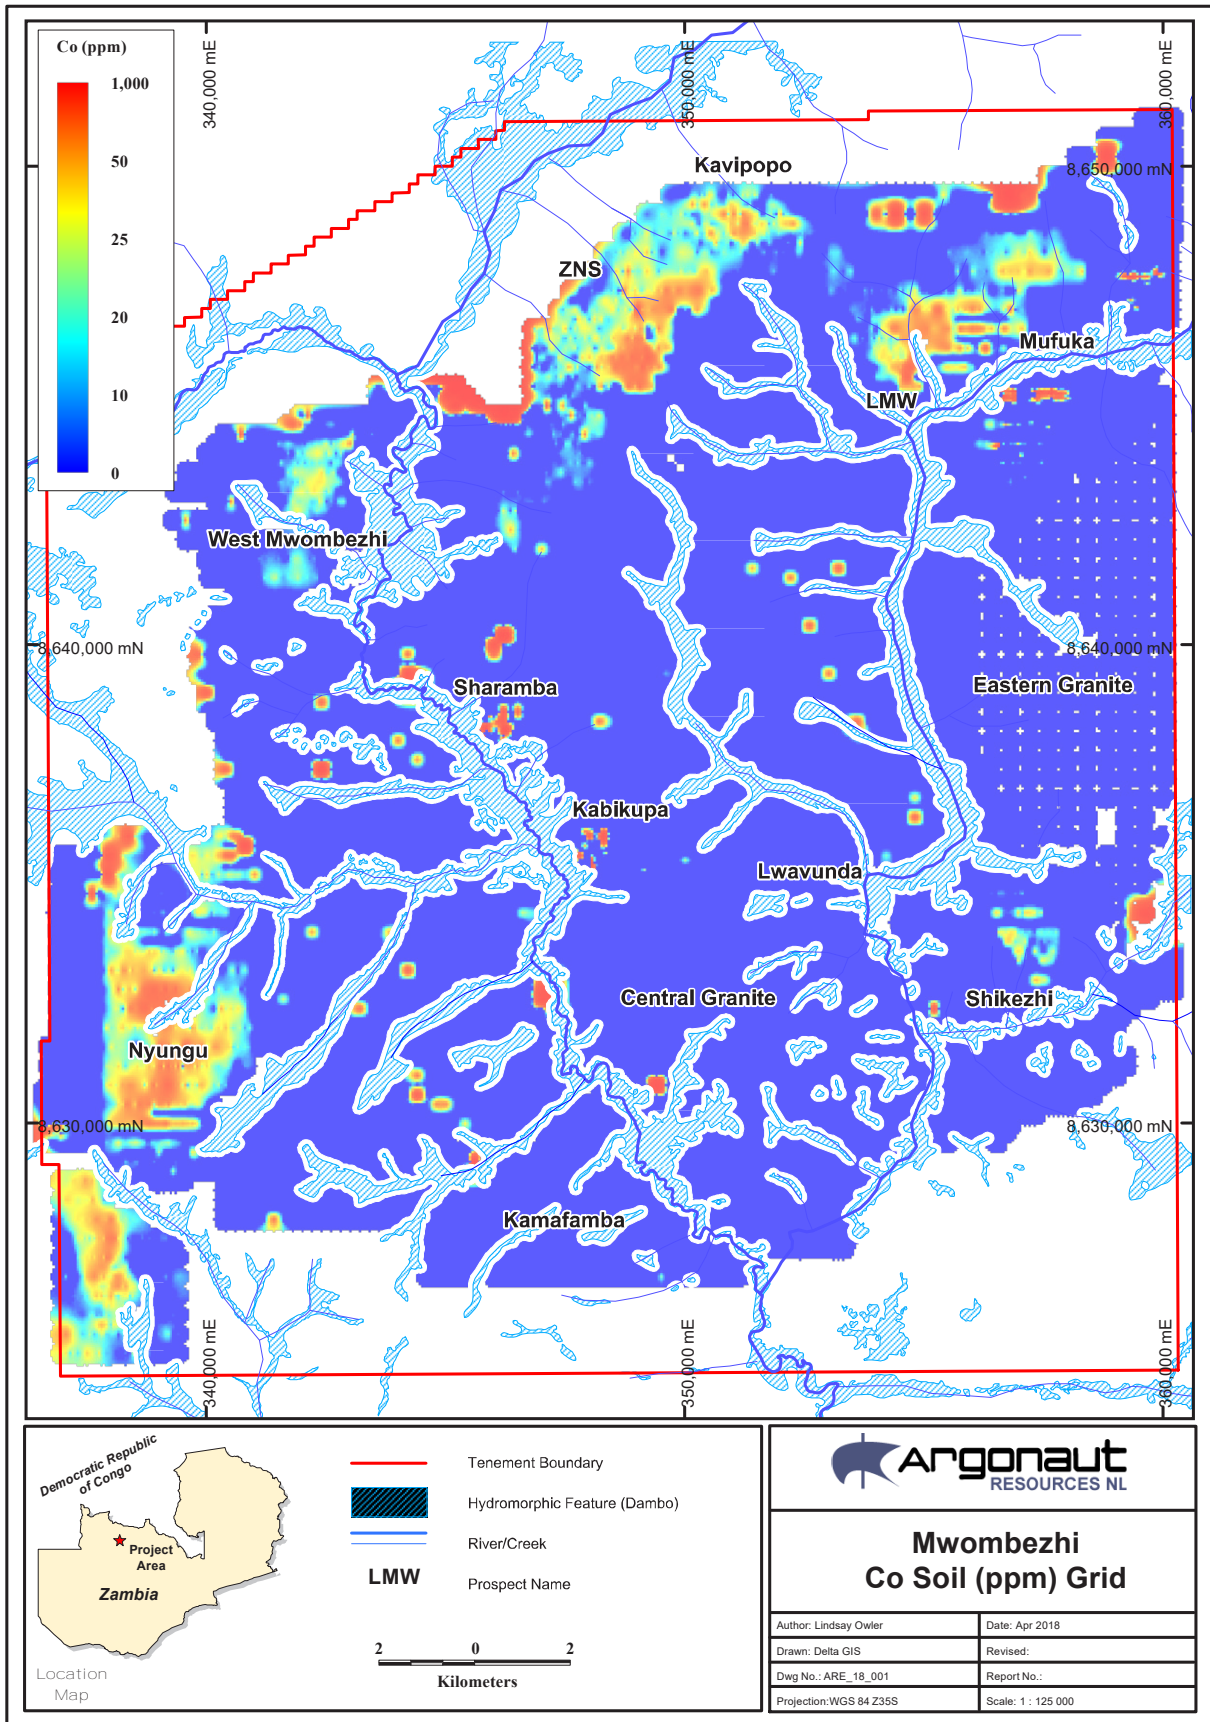 Co (ppm)
1,000
50
25
20
10
0
340,000 mE
350,000 mE
360,000 mE
Kavipopo
8,650,000 mN
ZNS
Mufuka
LMW
West Mwombezhi
8,640,000 mN
8,640,000 mN
Sharamba
Eastern Granite
Kabikupa
Lwavunda
Central Granite
Shikezhi
Nyungu
8,630,000 mN
8,630,000 mN
Kamafamba
340,000 mE
350,000 mE
360,000 mE
Democratic Republic
of Congo
Project
Area
Zambia
Location
Map
Tenement Boundary
Hydromorphic Feature (Dambo)
River/Creek
LMW
Prospect Name
2 0 2
Kilometers
Argonaut
RESOURCES NL
Mwombezhi
Co Soil (ppm) Grid
Author: Lindsay Owler
Date: Apr 2018
Drawn: Delta GIS
Revised:
Dwg No.: ARE_18_001
Report No.:
Projection:WGS 84 Z35S
Scale: 1 : 125 000